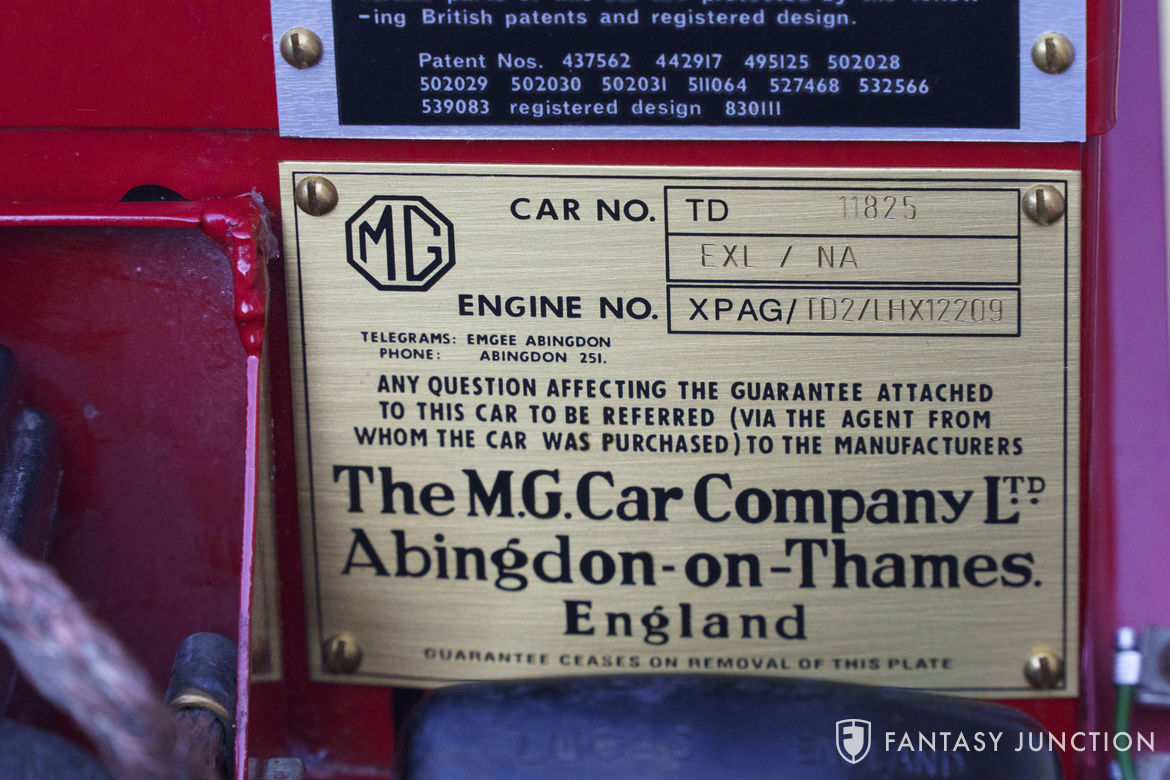 -ing British patents and registered design.
Patent Nos. 437562 442917 495125 502028
502029 502030 502031 511064 527468 532566
539083 registered design 830111
MG
CAR NO. TD 11825
EXL / NA
ENGINE NO. XPAG/TD2/LHX12209
TELEGRAMS: EMGEE ABINGDON
PHONE: ABINGDON 251.
ANY QUESTION AFFECTING THE GUARANTEE ATTACHED
TO THIS CAR TO BE REFERRED (VIA THE AGENT FROM
WHOM THE CAR WAS PURCHASED) TO THE MANUFACTURERS
The M.G. Car Company LTD
Abingdon-on-Thames.
England
GUARANTEE CEASES ON REMOVAL OF THIS PLATE
LUCAS ENGLAND
FANTASY JUNCTION